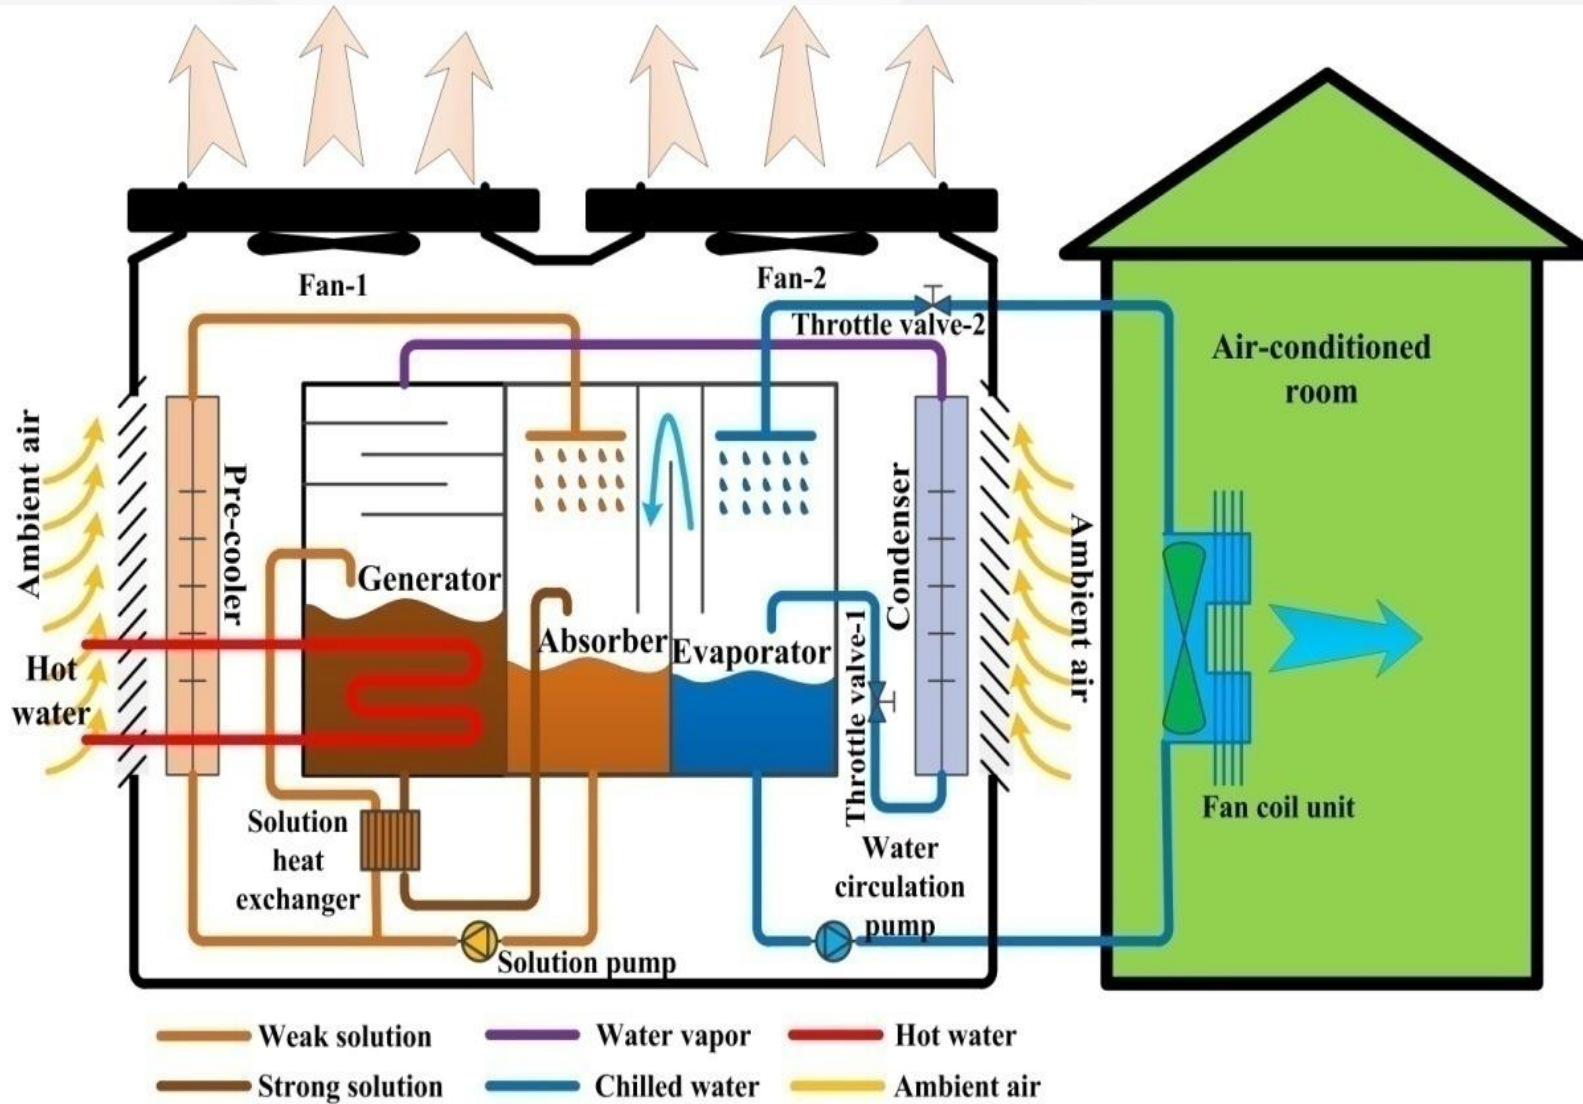 Fan-1
Fan-2
Throttle valve-2
Air-conditioned
room
Ambient air
Pre-cooler
Generator
Absorber
Evaporator
Throttle valve-1
Condenser
Ambient air
Hot
water
Solution
heat
exchanger
Solution pump
Water
circulation
pump
Fan coil unit
Weak solution
Water vapor
Hot water
Strong solution
Chilled water
Ambient air